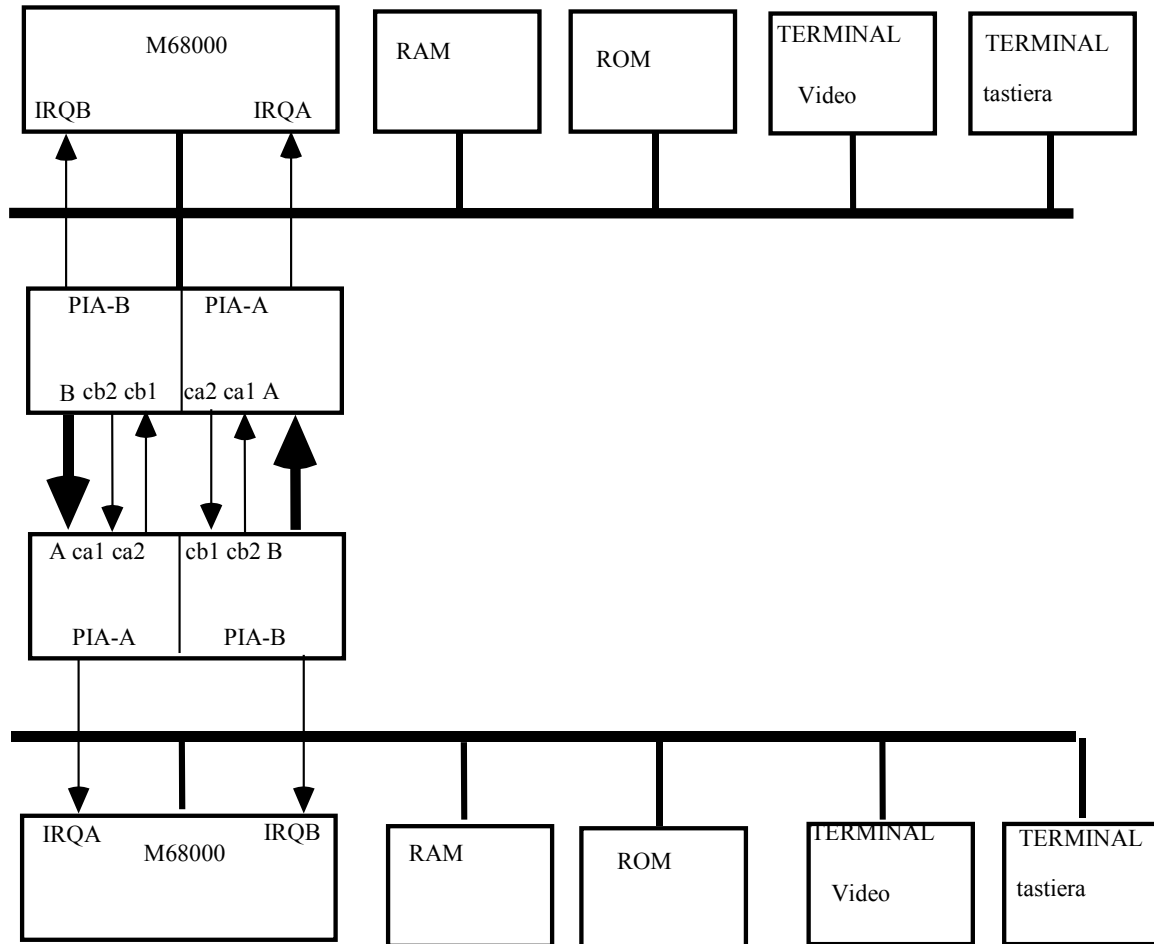 M68000
IRQB IRQA
RAM
ROM
TERMINAL
Video
TERMINAL
tastiera
PIA-B PIA-A
B cb2 cb1 ca2 ca1 A
A ca1 ca2 cb1 cb2 B
PIA-A PIA-B
IRQA IRQB
M68000
RAM
ROM
TERMINAL
Video
TERMINAL
tastiera